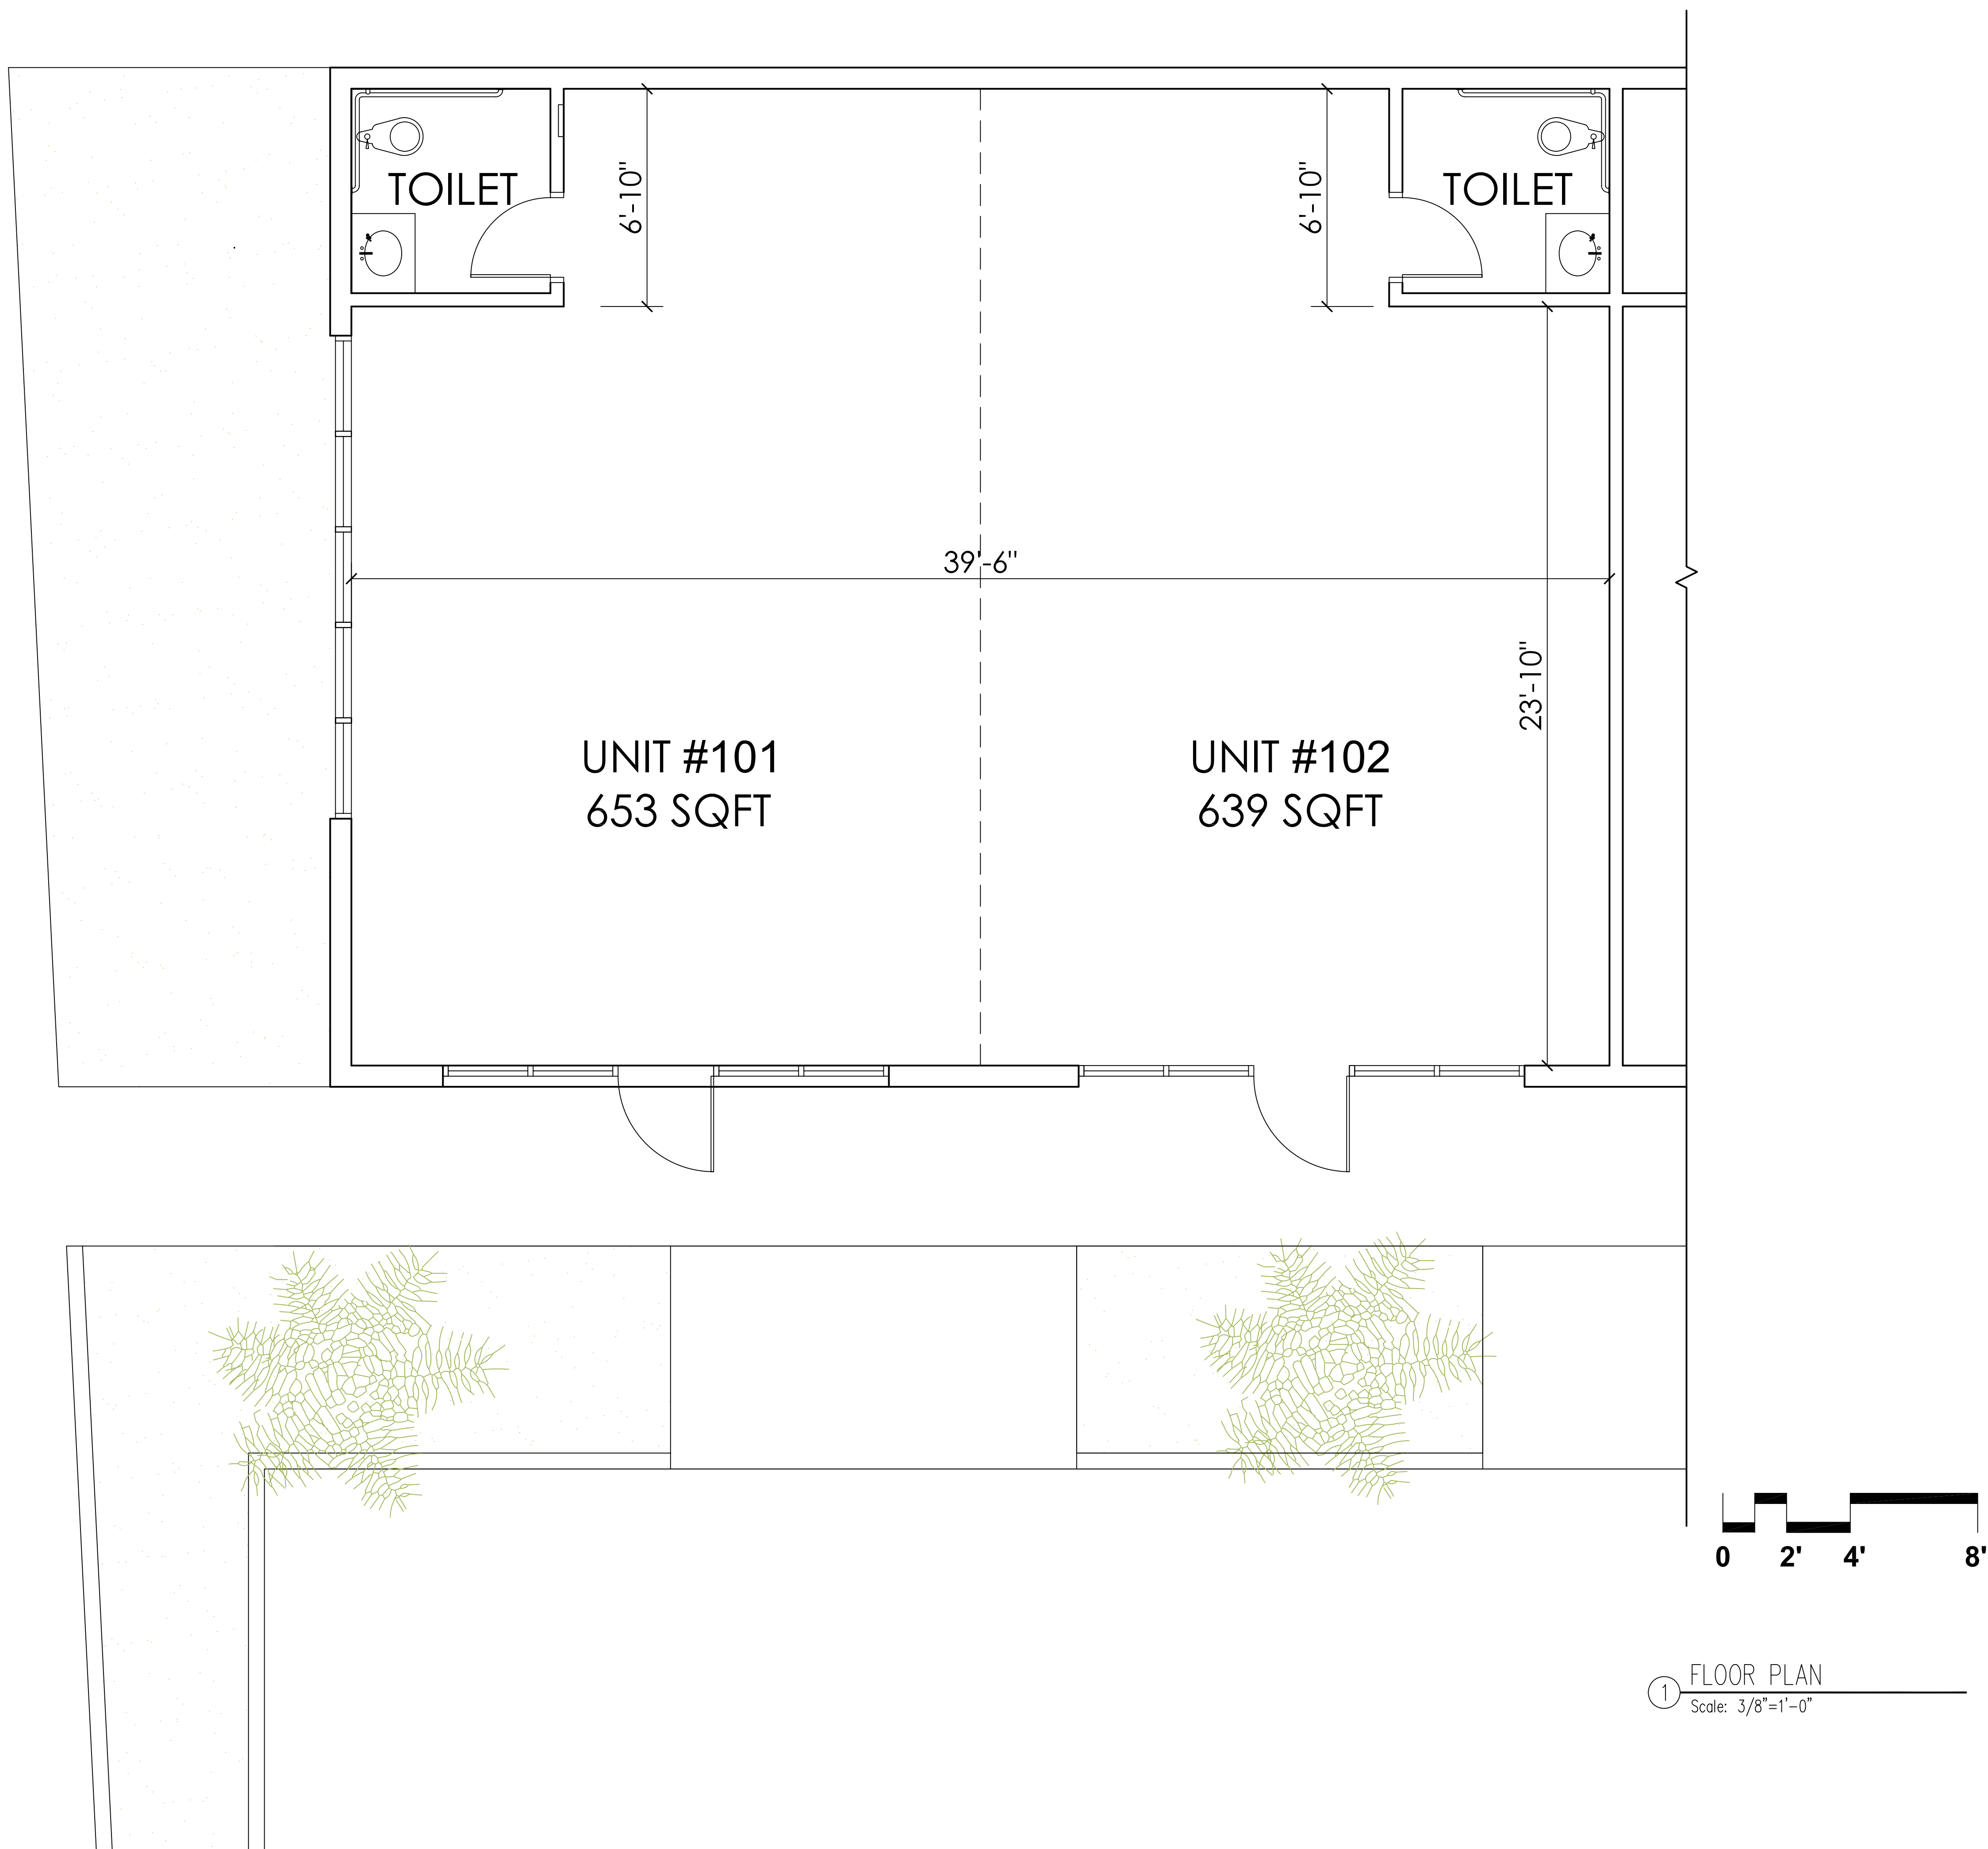 TOILET
TOILET
6'-10"
6'-10"
39'-6"
23'-10"
UNIT #101
653 SQFT
UNIT #102
639 SQFT
0 2' 4' 8'
1
FLOOR PLAN
Scale: 3/8"=1'-0"